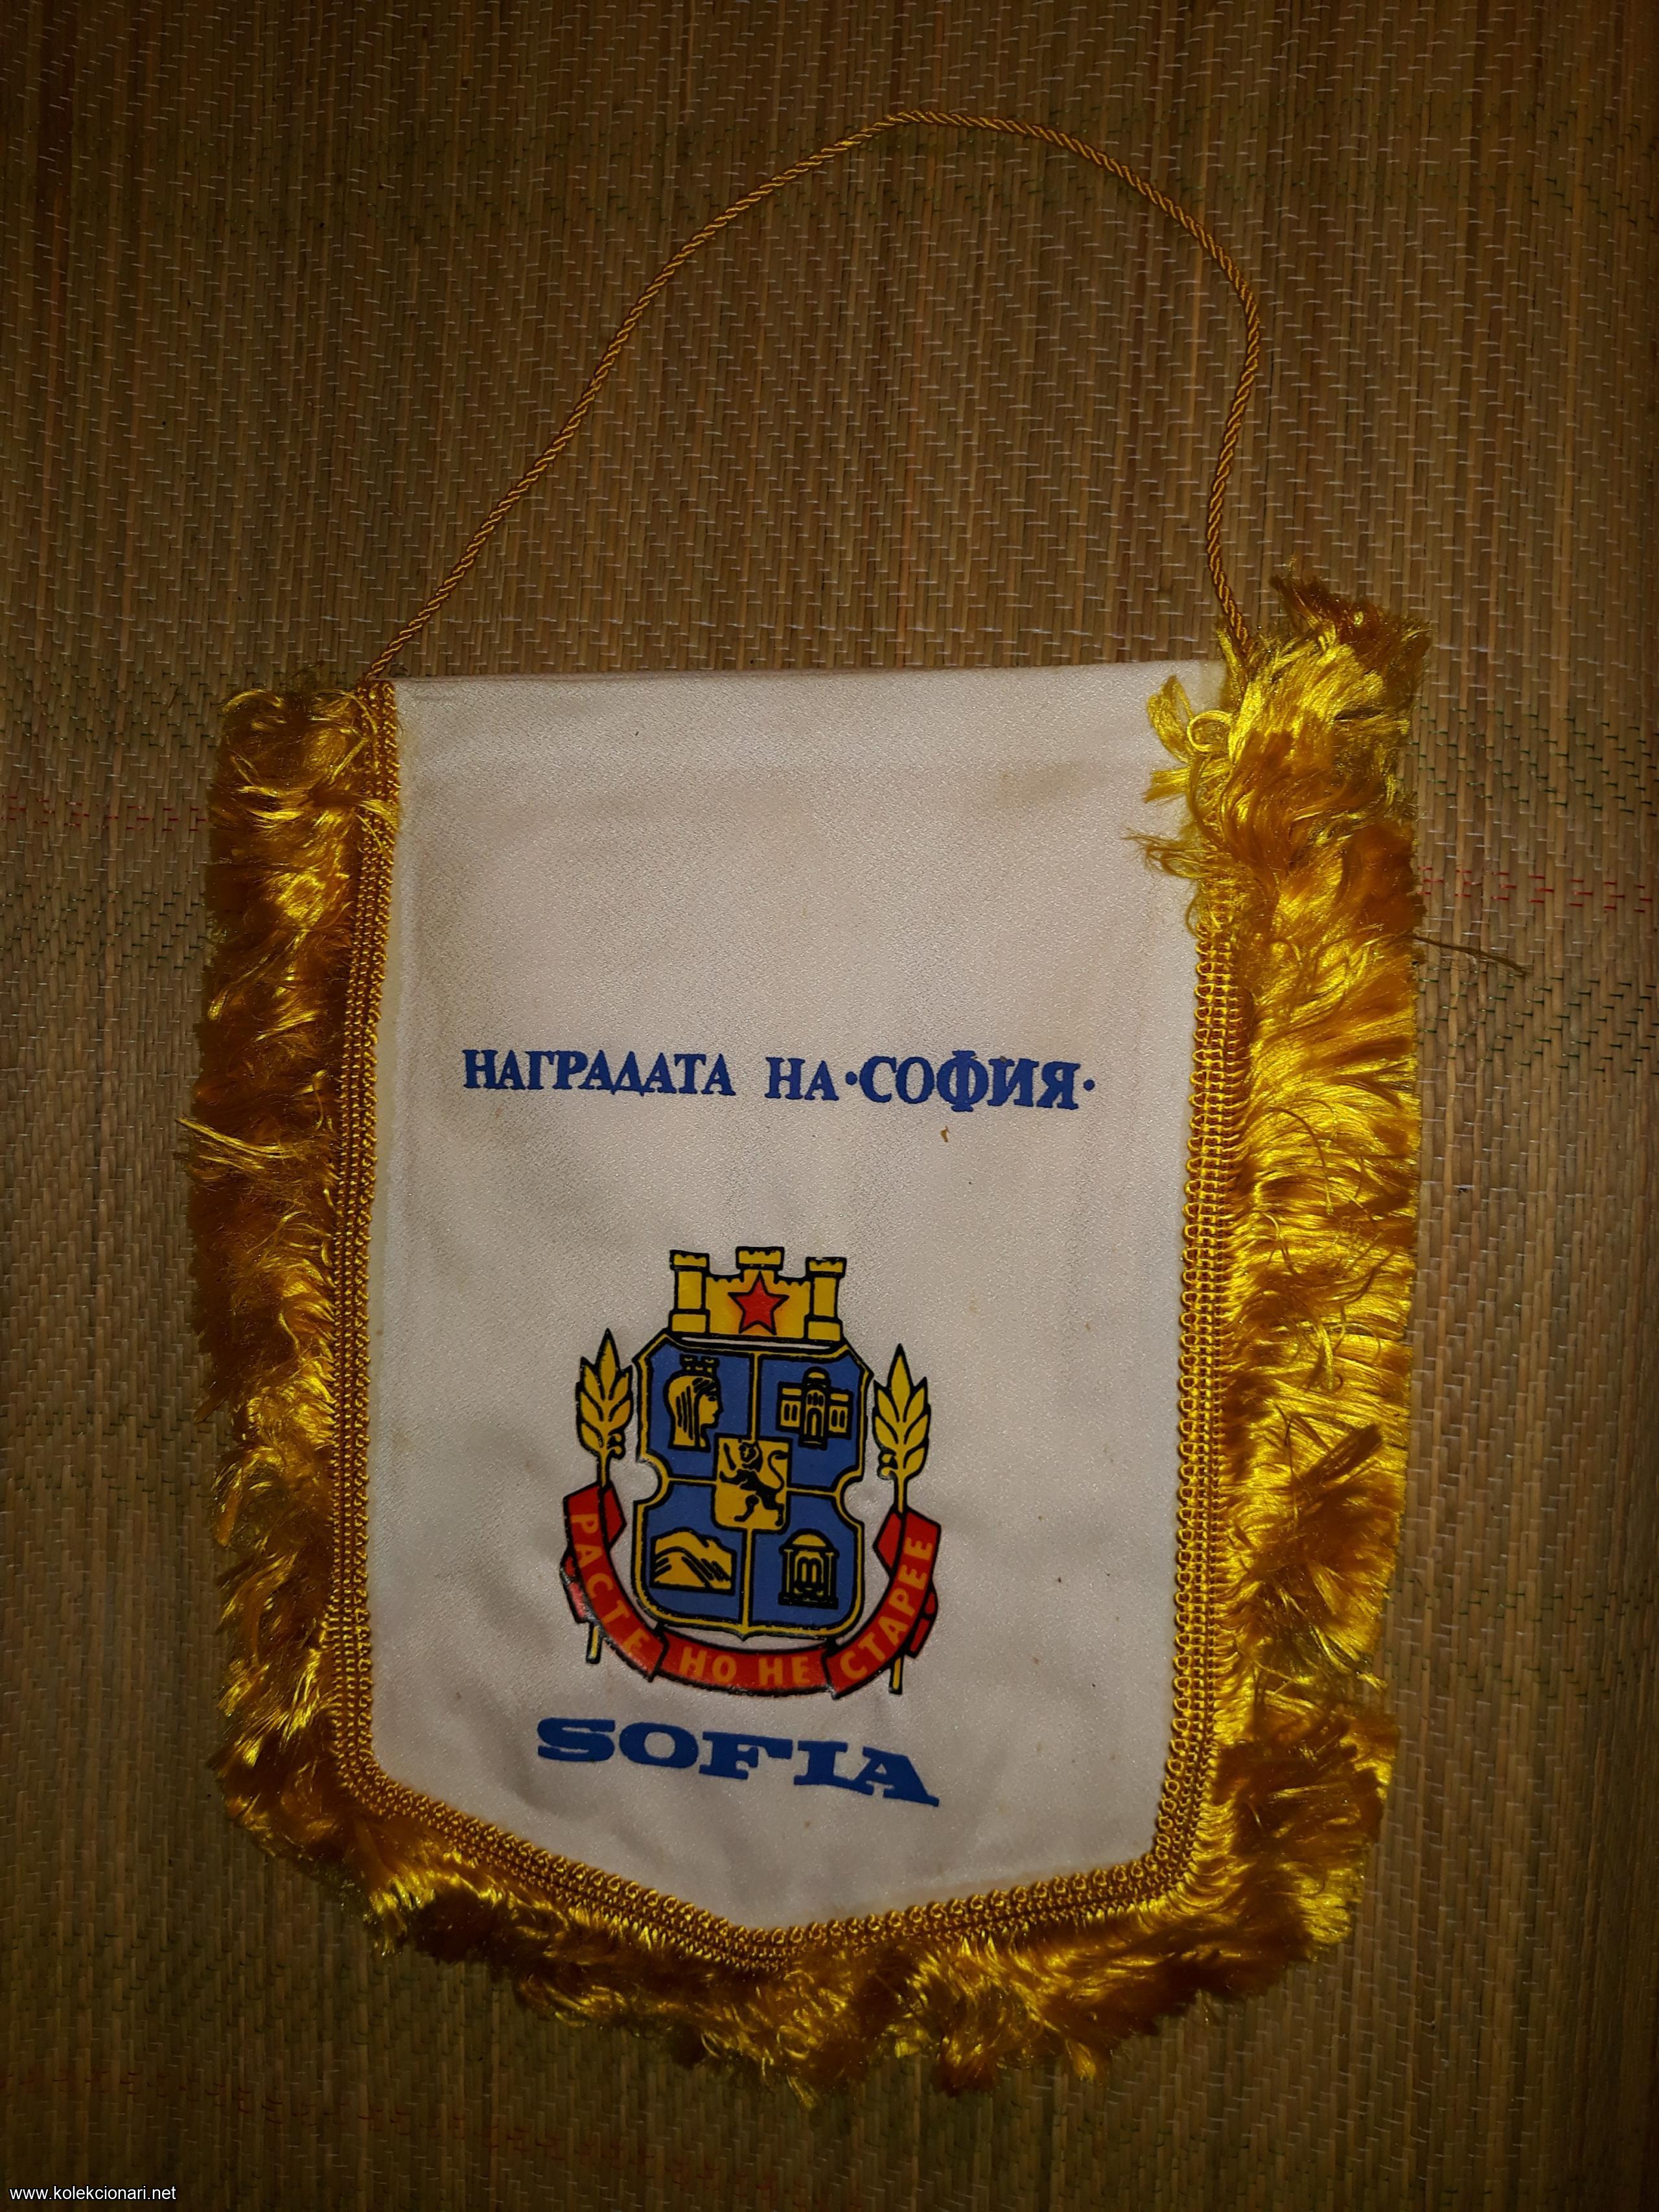 НАГРАДАТА НА •СОФИЯ•
РАСТЕ НО НЕ СТАРЕЕ
SOFIA
www.kolekcionari.net